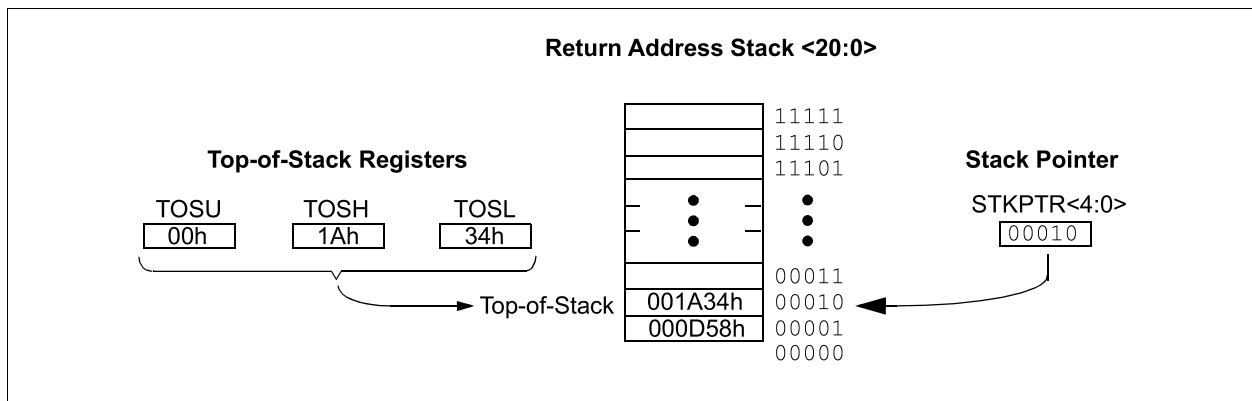 Return Address Stack <20:0>
Top-of-Stack Registers
TOSU TOSH TOSL
00h 1Ah 34h
Top-of-Stack
11111
11110
11101
00011
001A34h 00010
000D58h 00001
00000
Stack Pointer
STKPTR<4:0>
00010